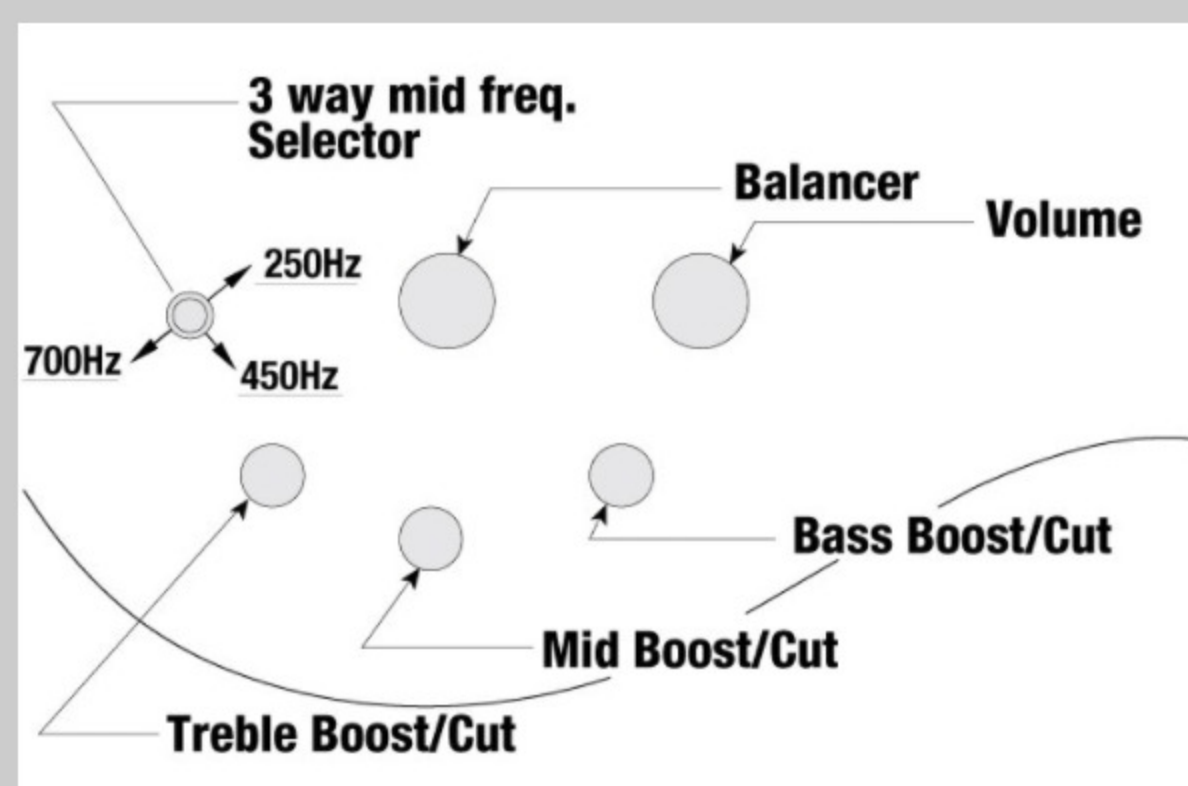 3 way mid freq.
Selector
Balancer
Volume
250Hz
700Hz
450Hz
Bass Boost/Cut
Mid Boost/Cut
Treble Boost/Cut